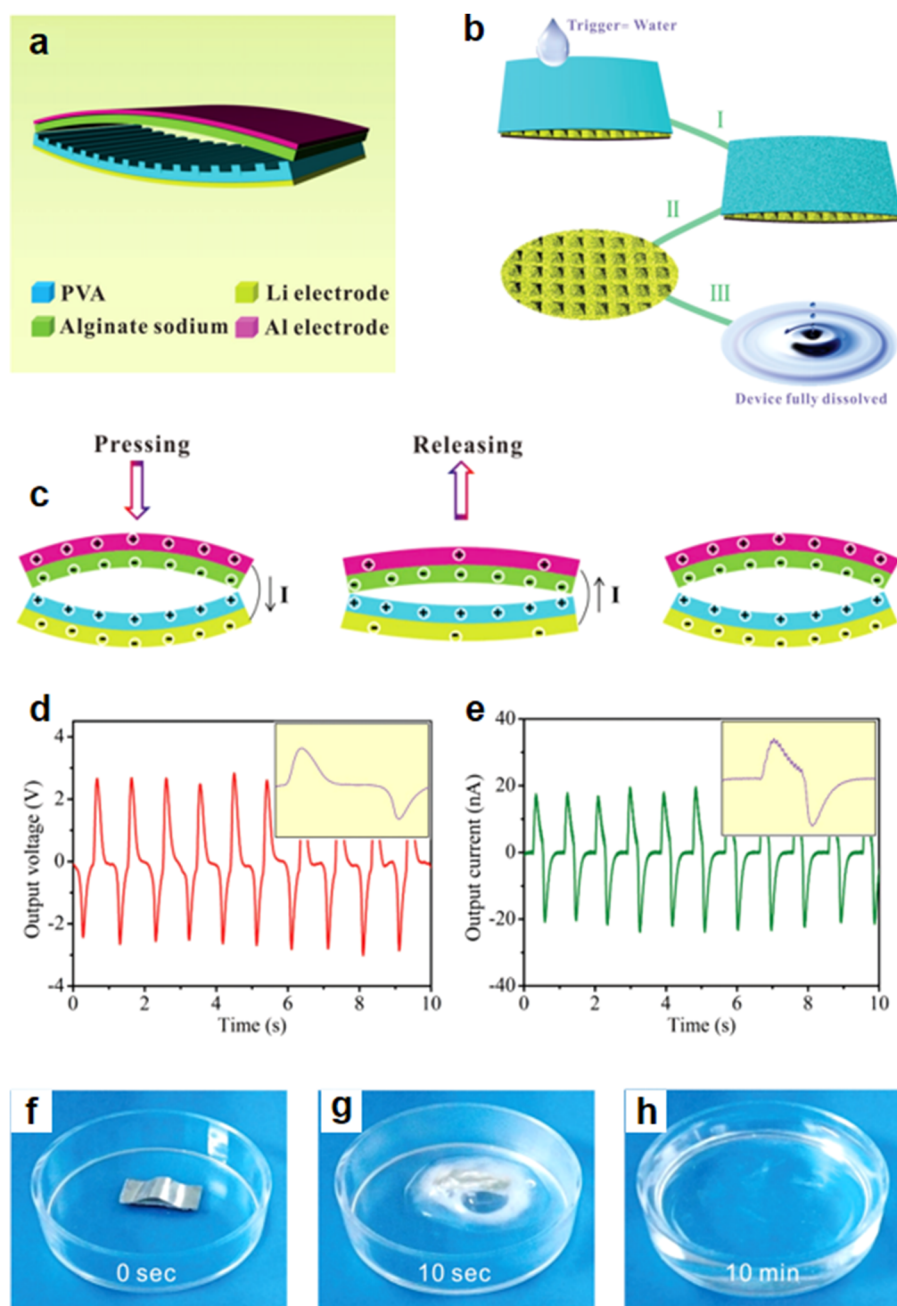 a
PVA
Li electrode
Alginate sodium
Al electrode
b
Trigger= Water
I
II
III
Device fully dissolved
c
Pressing
Releasing
I
I
d
Output voltage (V)
4
2
0
-2
-4
0
2
4
6
8
10
Time (s)
e
Output current (nA)
40
20
0
-20
-40
0
2
4
6
8
10
Time (s)
f
0 sec
g
10 sec
h
10 min